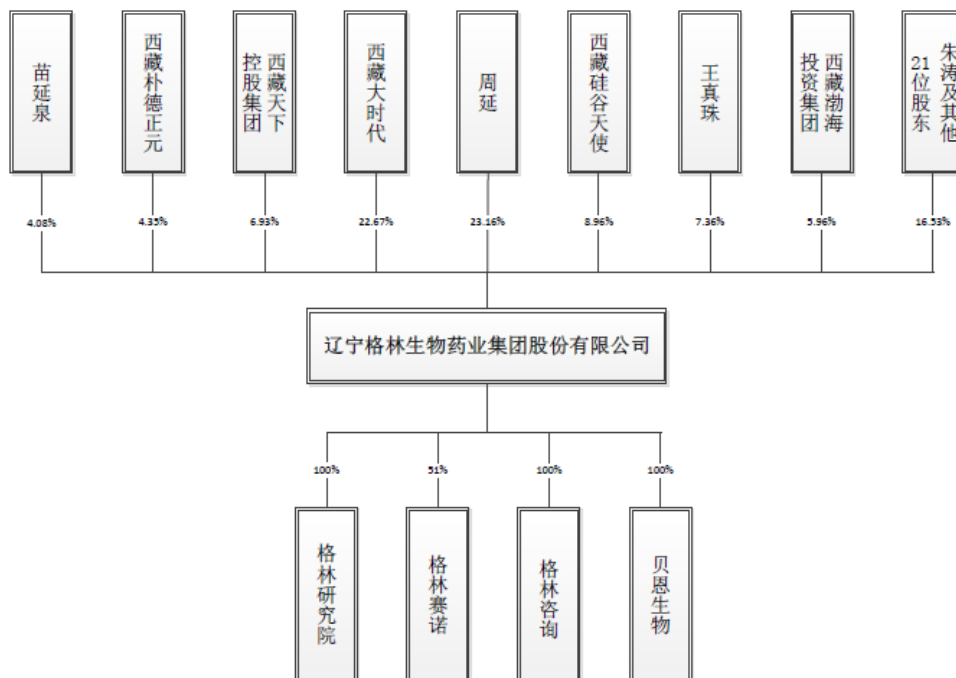 苗延泉
西藏朴德正元
西藏天下
控股集团
西藏大时代
周延
西藏硅谷天使
王真珠
西藏渤海
投资集团
朱涛及其他
21位股东
4.08%
4.35%
6.93%
22.67%
23.16%
8.96%
7.36%
5.96%
16.53%
辽宁格林生物药业集团股份有限公司
100%
51%
100%
100%
格林研究院
格林赛诺
格林咨询
贝恩生物